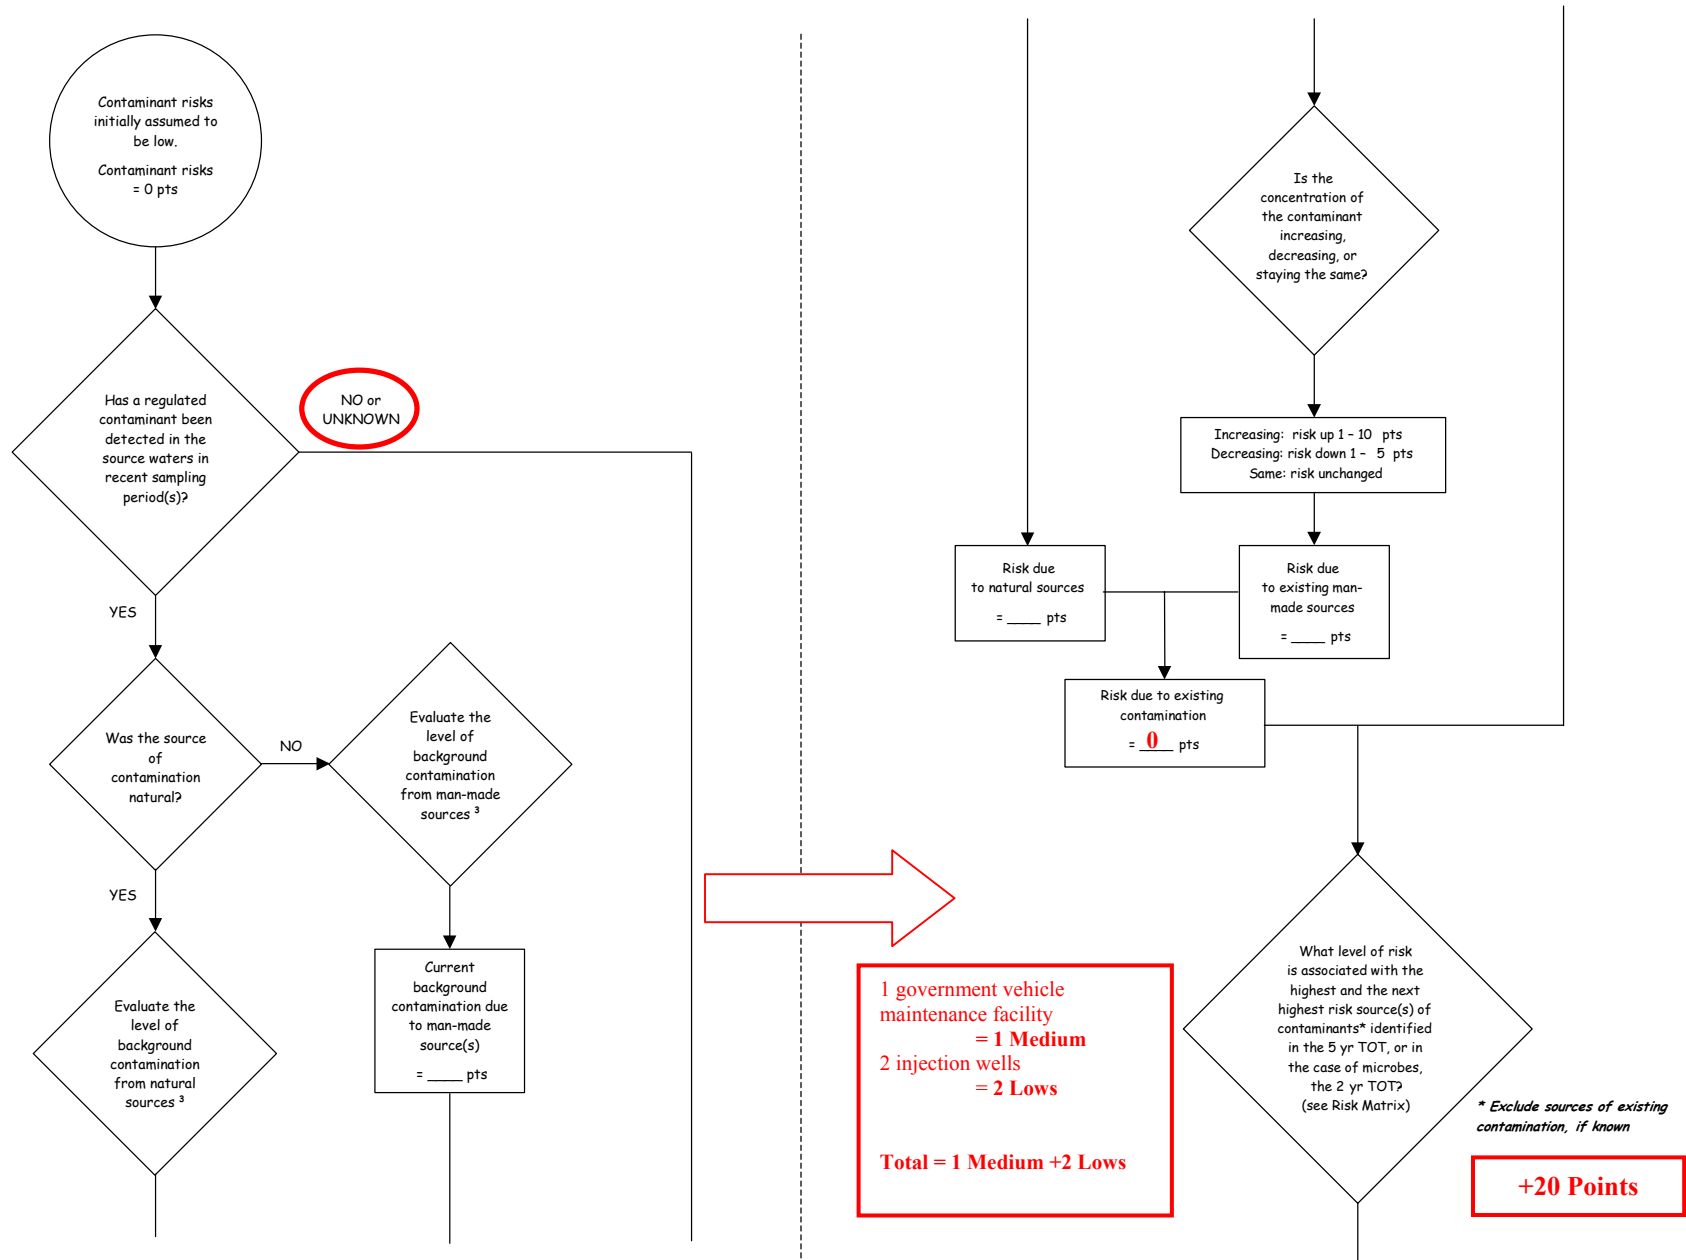 Contaminant risks
initially assumed to
be low.
Contaminant risks
= 0 pts
Has a regulated
contaminant been
detected in the
source waters in
recent sampling
period(s)?
NO or
UNKNOWN
YES
Was the source
of
contamination
natural?
NO
Evaluate the
level of
background
contamination
from man-made
sources ³
YES
Evaluate the
level of
background
contamination
from natural
sources ³
Current
background
contamination due
to man-made
source(s)
= ____ pts
Is the
concentration of
the contaminant
increasing,
decreasing, or
staying the same?
Increasing: risk up 1 - 10 pts
Decreasing: risk down 1 - 5 pts
Same: risk unchanged
Risk due
to natural sources
= ____ pts
Risk due
to existing man-
made sources
= ____ pts
Risk due to existing
contamination
= 0 pts
1 government vehicle
maintenance facility
= 1 Medium
2 injection wells
= 2 Lows
Total = 1 Medium +2 Lows
What level of risk
is associated with the
highest and the next
highest risk source(s) of
contaminants* identified
in the 5 yr TOT, or in
the case of microbes,
the 2 yr TOT?
(see Risk Matrix)
* Exclude sources of existing
contamination, if known
+20 Points